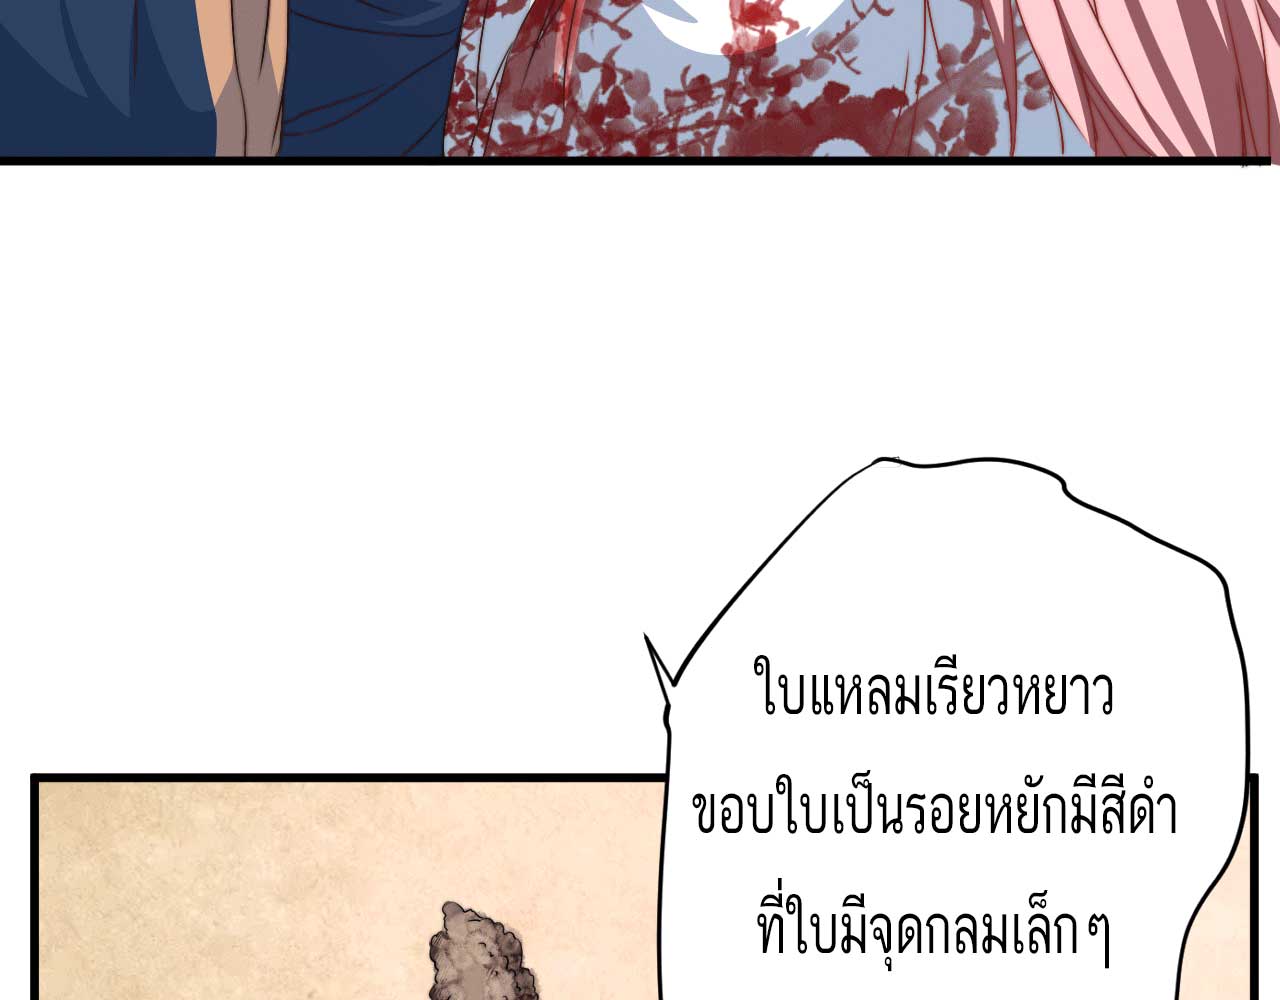 ใบแหลมเรียวหยาว
ขอบใบเป็นรอยหยักมีสีดำ
ที่ใบมีจุดกลมเล็กๆ